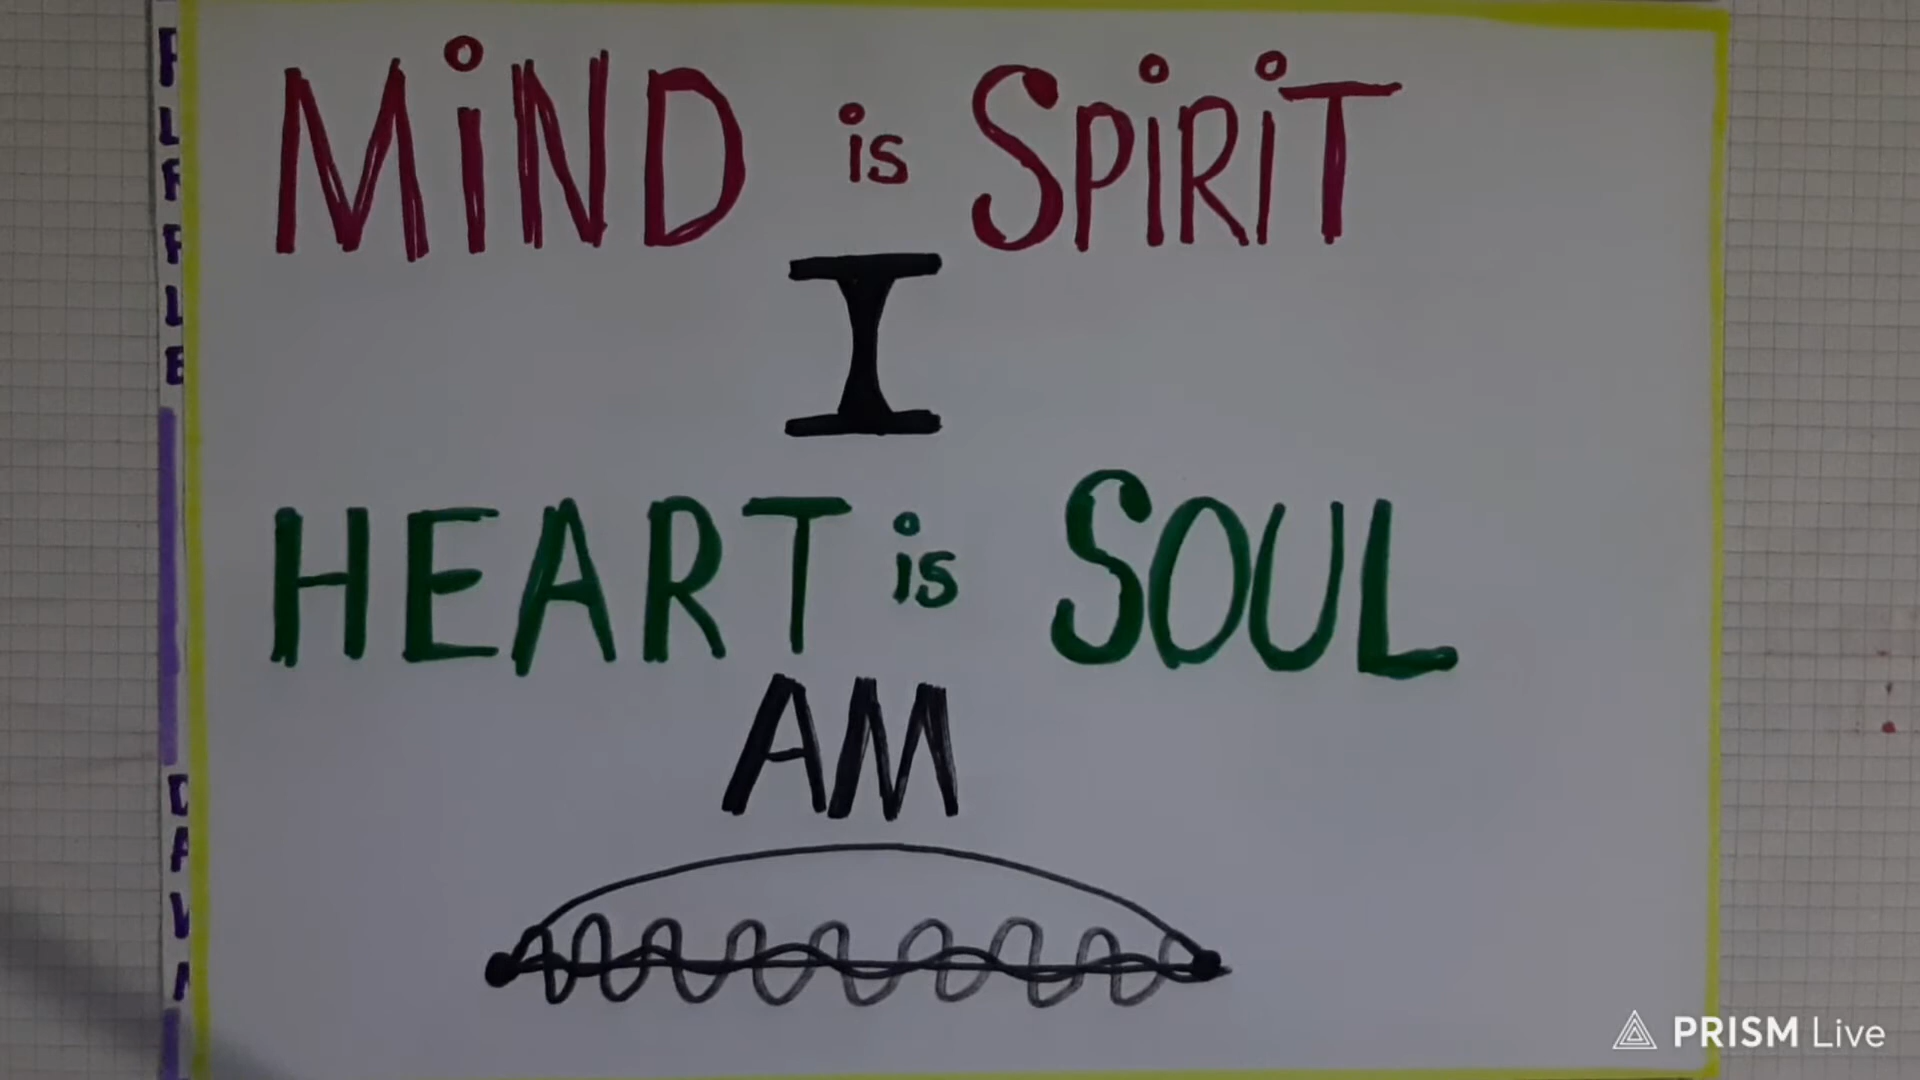 MiND is SPiRiT
I
HEART is SOUL
AM
PRISM Live